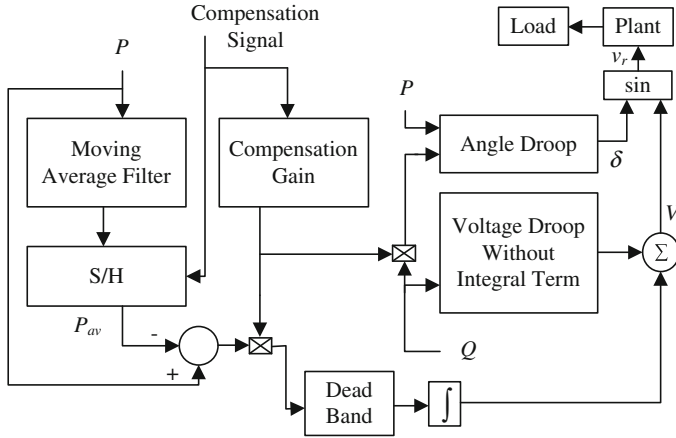 Compensation
Signal
Load
Plant
P
v_r
sin
P
Moving
Average Filter
Compensation
Gain
Angle Droop
δ
V
Voltage Droop
Without
Integral Term
Σ
S/H
P_av
-
+
Q
Dead
Band
∫